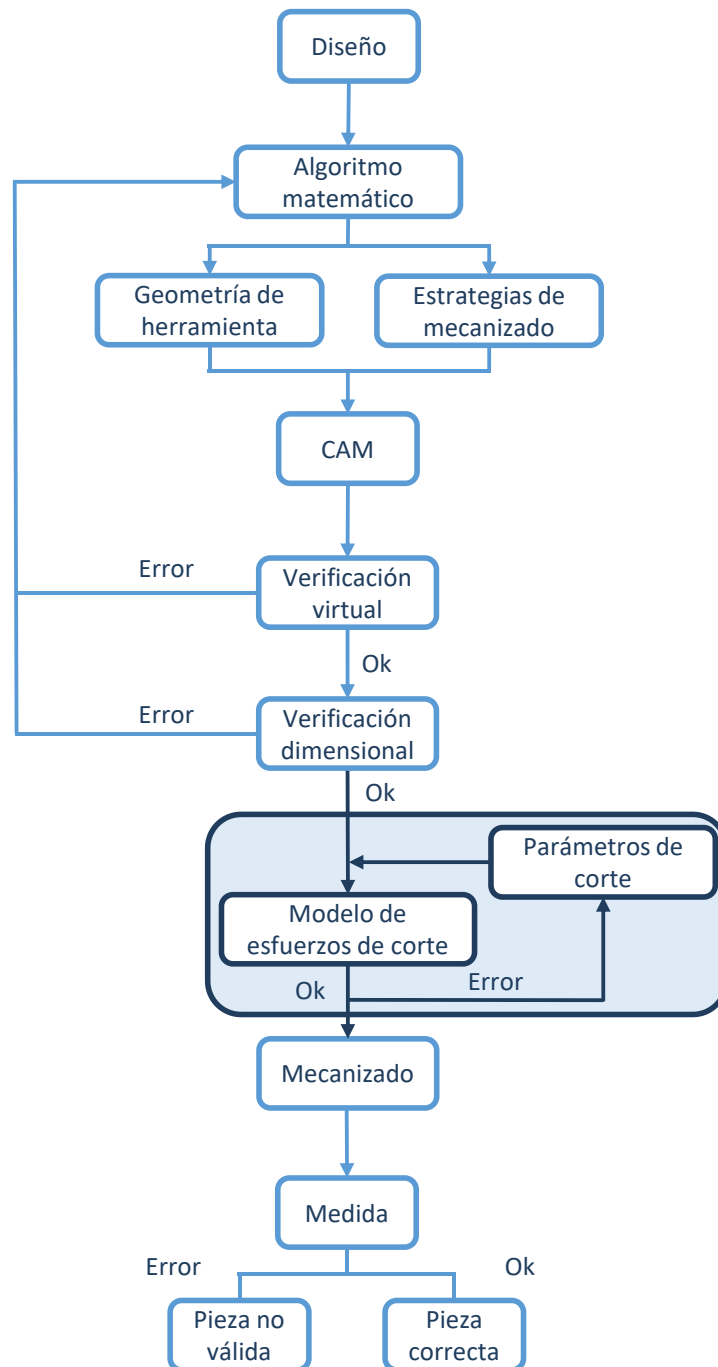 Diseño
Algoritmo
matemático
Geometría de
herramienta
Estrategias de
mecanizado
CAM
Error
Verificación
virtual
Ok
Error
Verificación
dimensional
Ok
Parámetros de
corte
Modelo de
esfuerzos de corte
Ok
Error
Mecanizado
Medida
Error
Ok
Pieza no
válida
Pieza
correcta